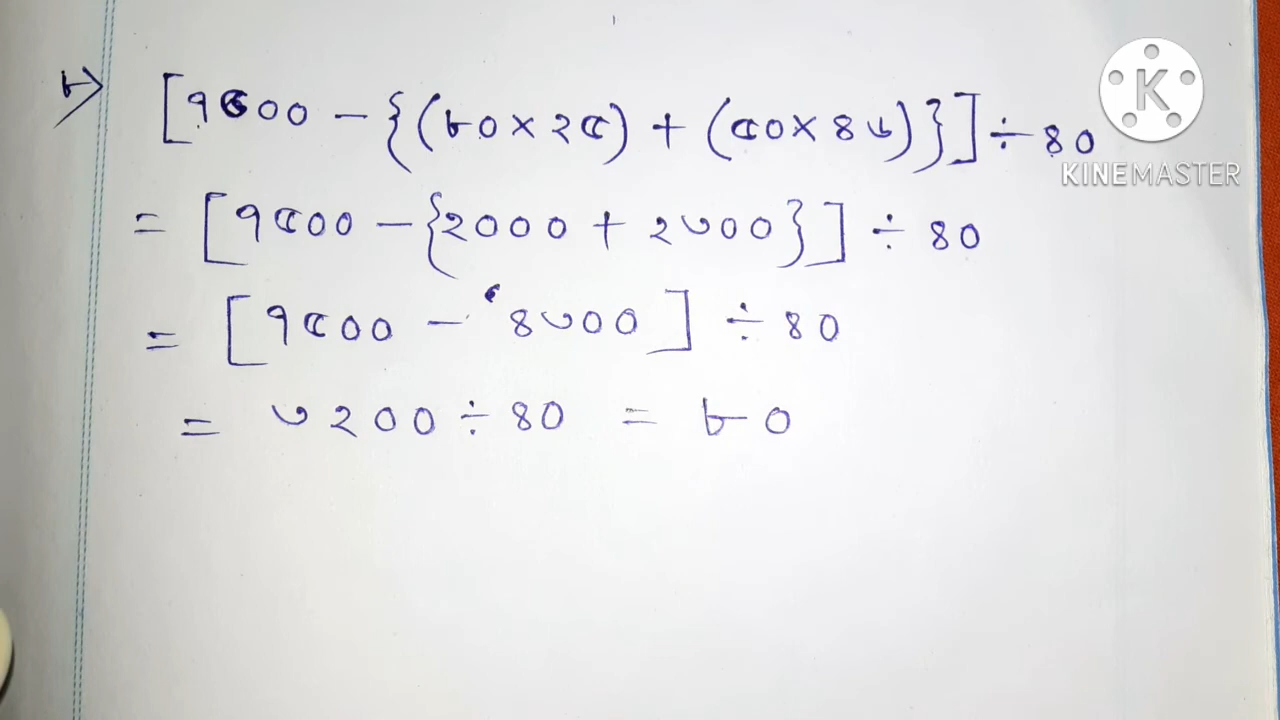 ৮> [৭৫০০ − {(৮০ × ২৫) + (৫০ × ৪৬)}] ÷ ৪০
= [৭৫০০ − {২০০০ + ২৩০০}] ÷ ৪০
= [৭৫০০ − ৪৩০০] ÷ ৪০
= ৩২০০ ÷ ৪০ = ৮০
K
KINEMASTER